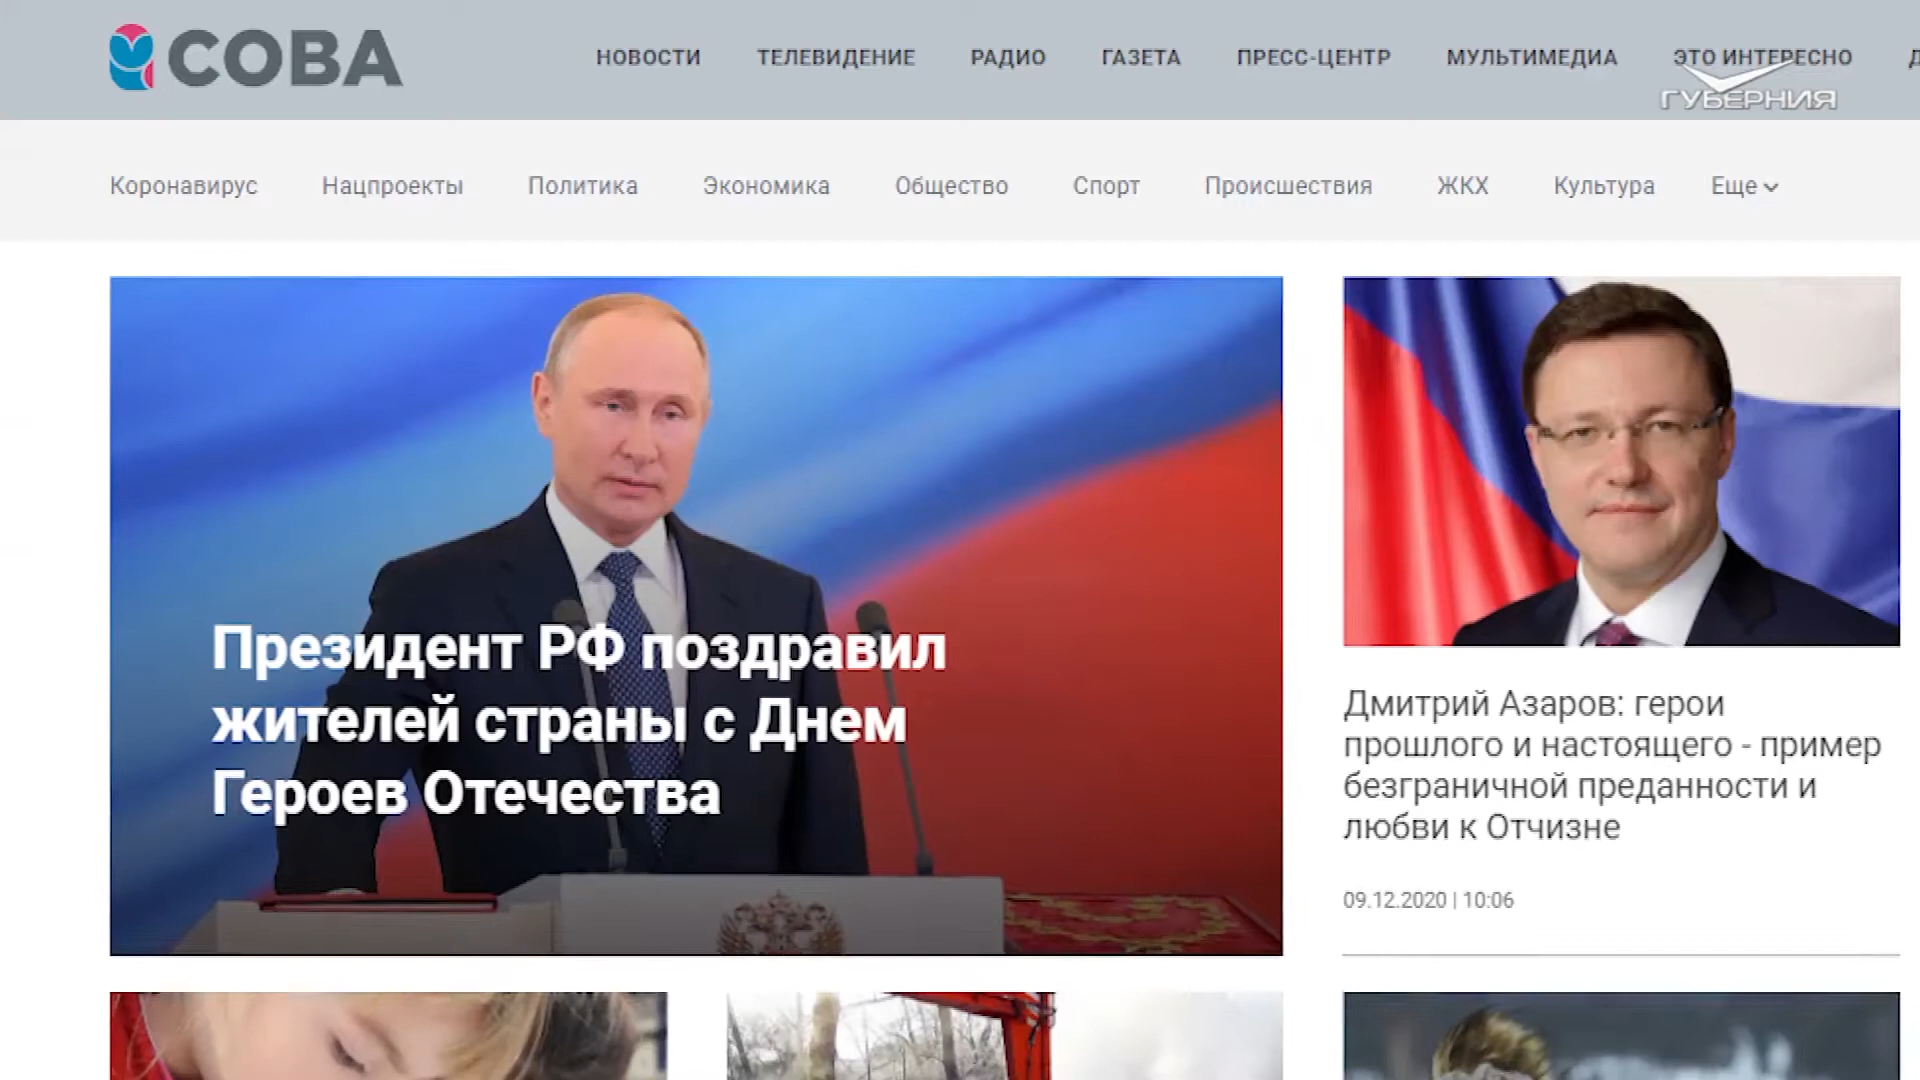 СОВА
НОВОСТИ ТЕЛЕВИДЕНИЕ РАДИО ГАЗЕТА ПРЕСС-ЦЕНТР МУЛЬТИМЕДИА ЭТО ИНТЕРЕСНО
ГУБЕРНИЯ
Коронавирус Нацпроекты Политика Экономика Общество Спорт Происшествия ЖКХ Культура Еще
Президент РФ поздравил
жителей страны с Днем
Героев Отечества
Дмитрий Азаров: герои
прошлого и настоящего - пример
безграничной преданности и
любви к Отчизне
09.12.2020 | 10:06